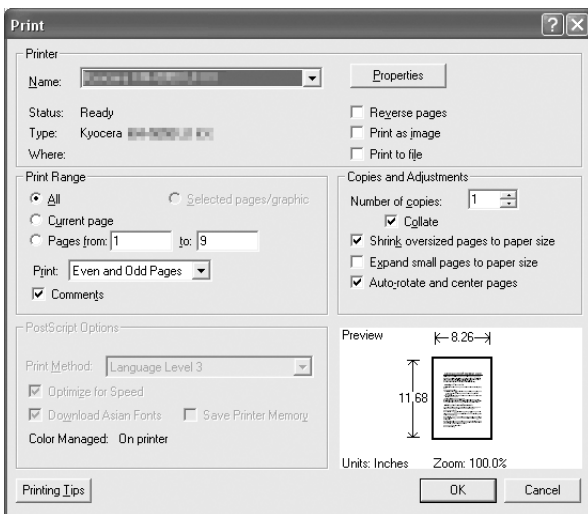 Print
Printer
Name:
Properties
Status: Ready
Type: Kyocera
Where:
Reverse pages
Print as image
Print to file
Print Range
All
Selected pages/graphic
Current page
Pages from: 1 to: 9
Print: Even and Odd Pages
Comments
Copies and Adjustments
Number of copies: 1
Collate
Shrink oversized pages to paper size
Expand small pages to paper size
Auto-rotate and center pages
PostScript Options
Print Method: Language Level 3
Optimize for Speed
Download Asian Fonts
Save Printer Memory
Color Managed: On printer
Preview
8.26
11,68
Units: Inches Zoom: 100.0%
Printing Tips
OK
Cancel